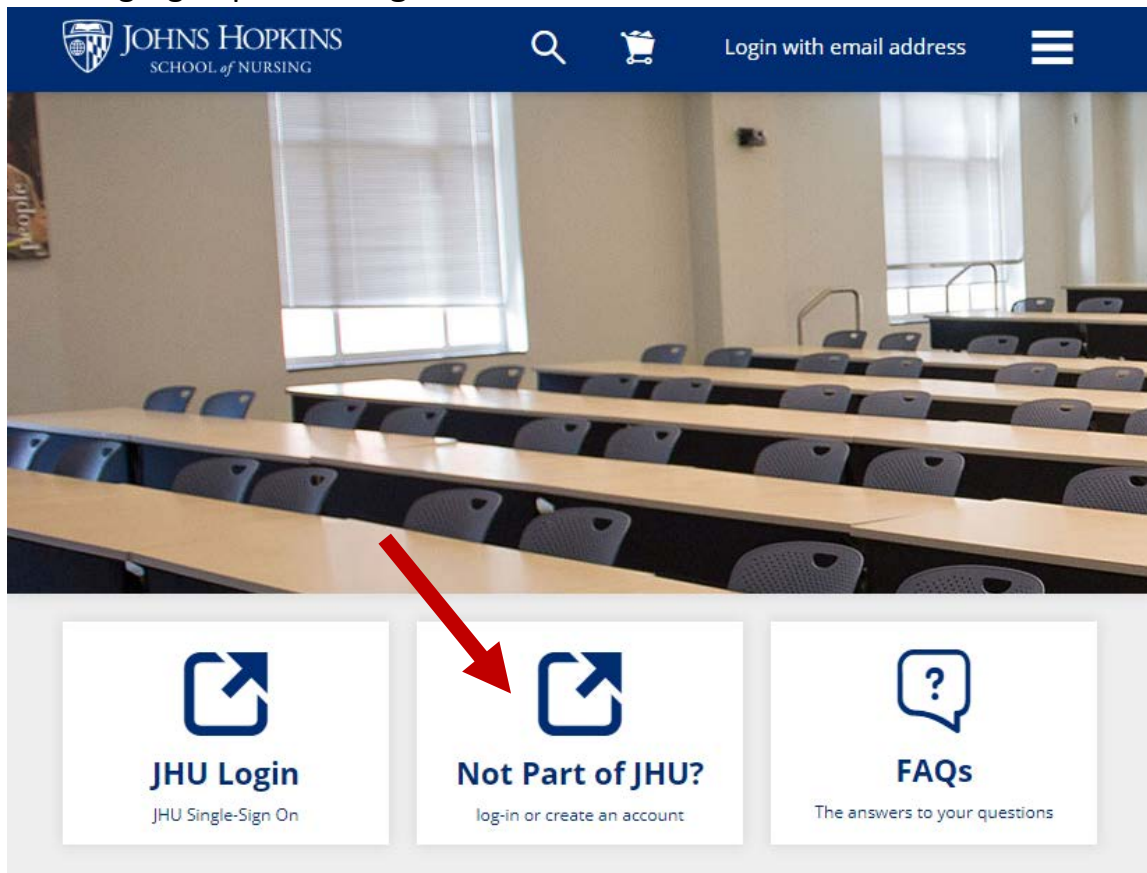 JOHNS HOPKINS
SCHOOL of NURSING
Login with email address
people
JHU Login
JHU Single-Sign On
Not Part of JHU?
log-in or create an account
?
FAQs
The answers to your questions